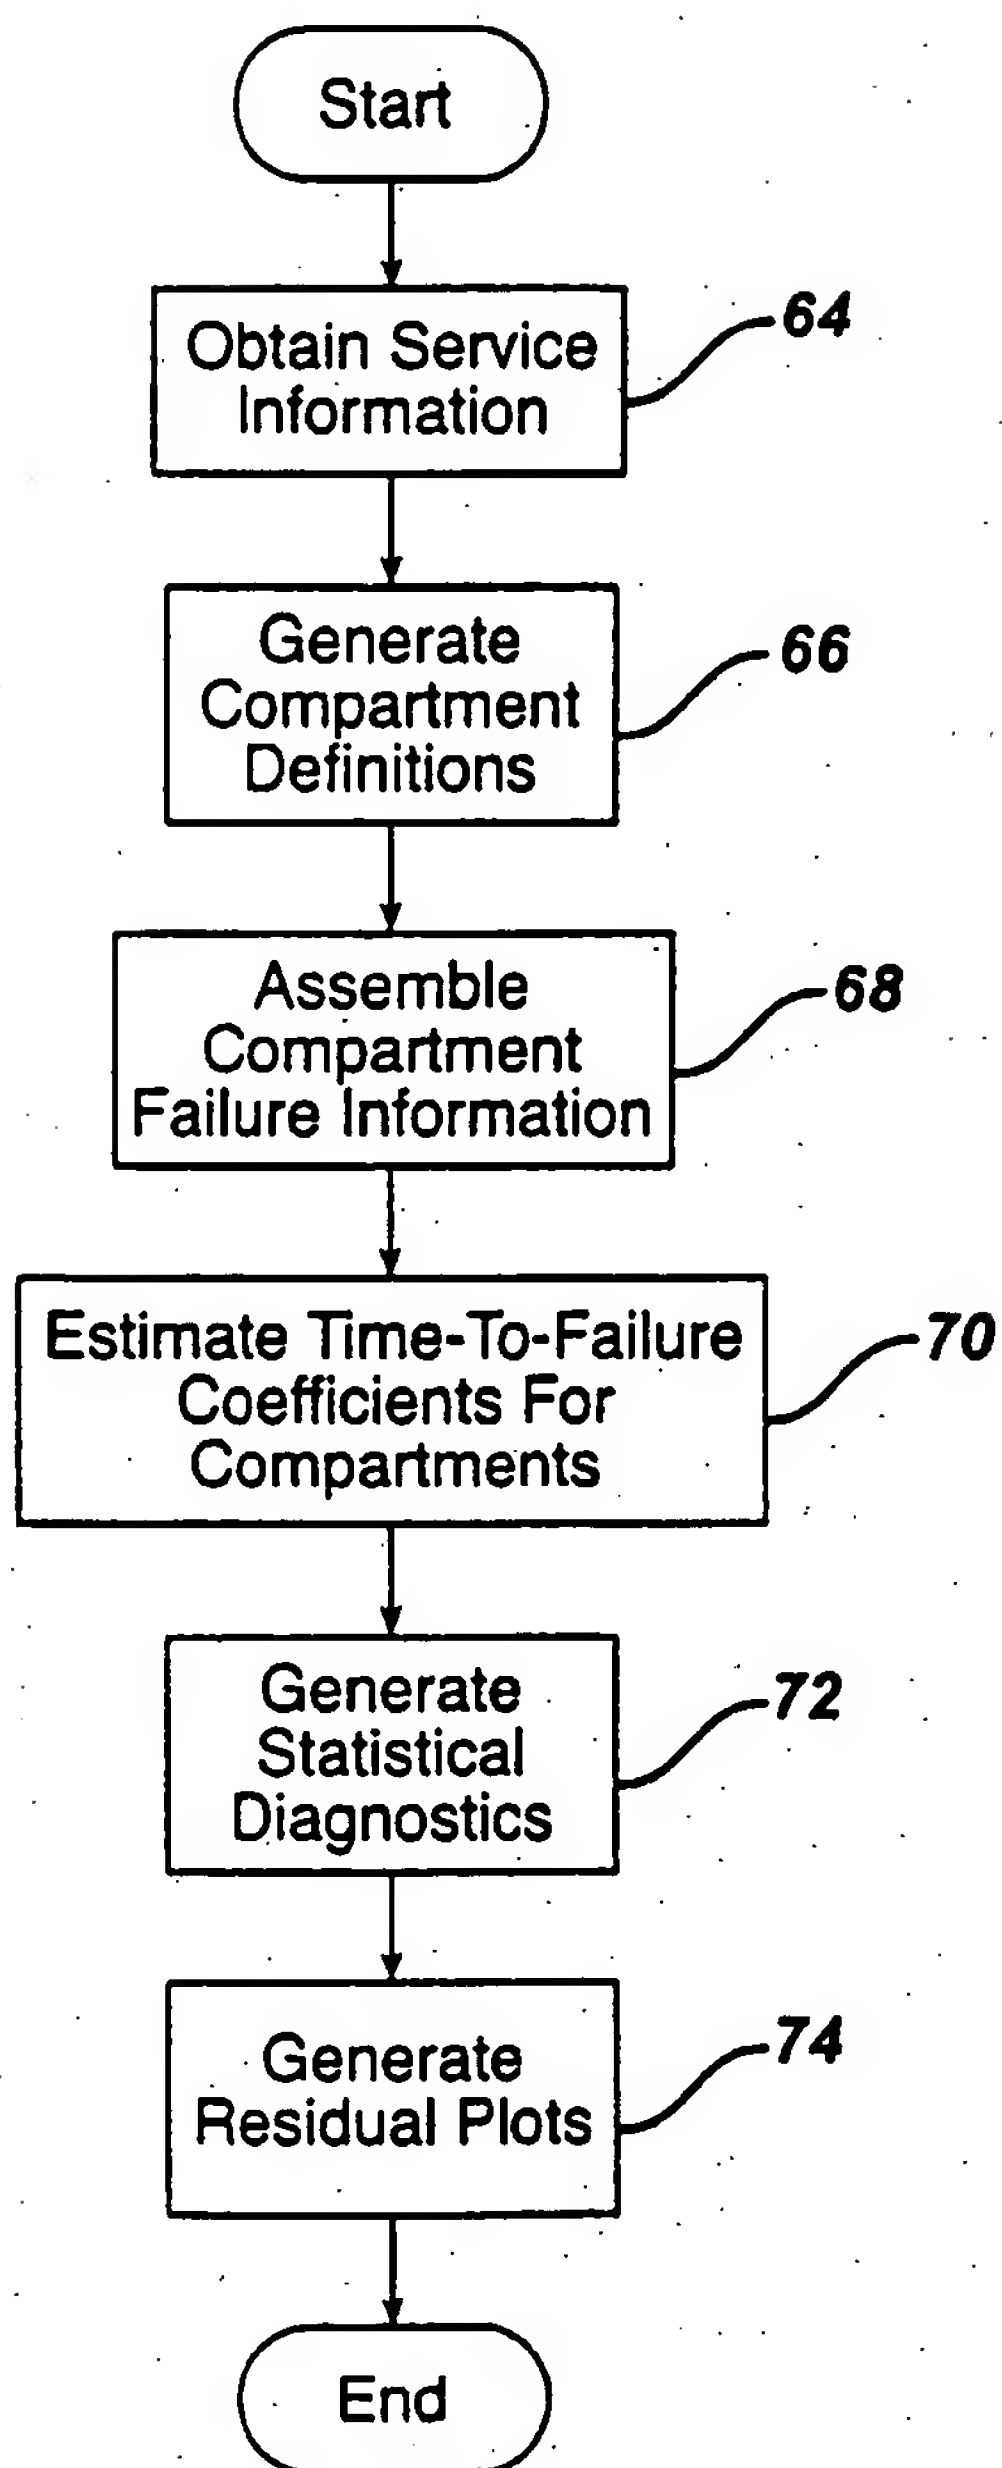 Start
Obtain Service
Information
64
Generate
Compartment
Definitions
66
Assemble
Compartment
Failure Information
68
Estimate Time-To-Failure
Coefficients For
Compartments
70
Generate
Statistical
Diagnostics
72
Generate
Residual Plots
74
End